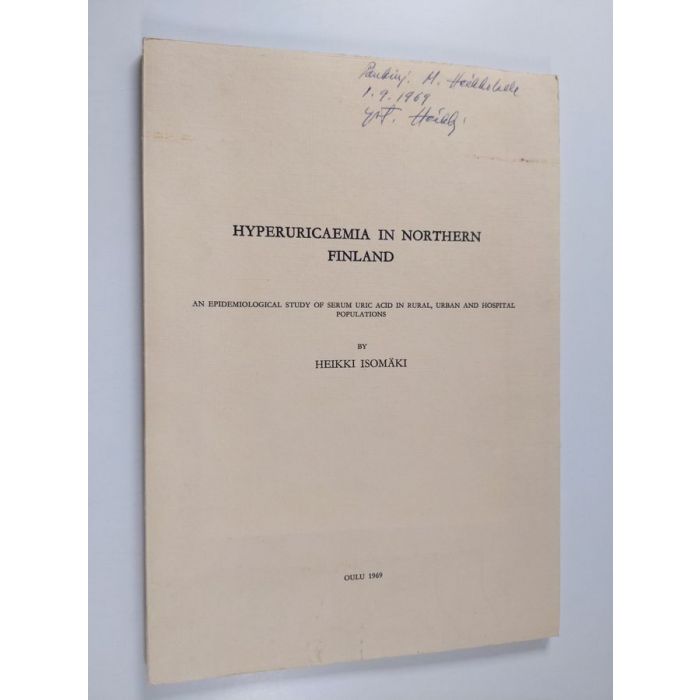 M.
1.9.1969
HYPERURICAEMIA IN NORTHERN
FINLAND
AN EPIDEMIOLOGICAL STUDY OF SERUM URIC ACID IN RURAL, URBAN AND HOSPITAL
POPULATIONS
BY
HEIKKI ISOMÄKI
OULU 1969